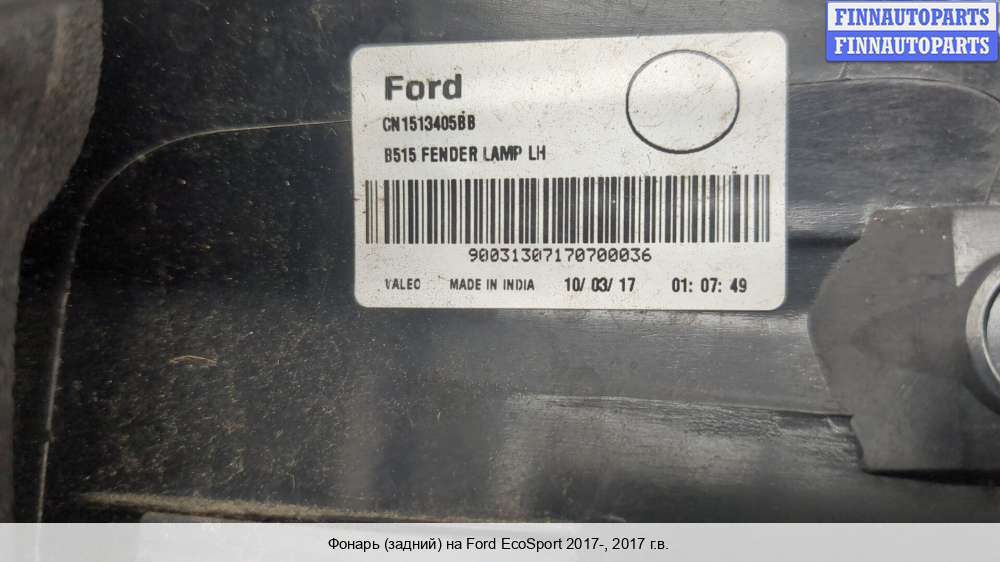 FINNAUTOPARTS
FINNAUTOPARTS
Ford
CN1513405BB
B515 FENDER LAMP LH
90031307170700036
VALEO MADE IN INDIA 10/ 03/ 17 01: 07: 49
Фонарь (задний) на Ford EcoSport 2017-, 2017 г.в.